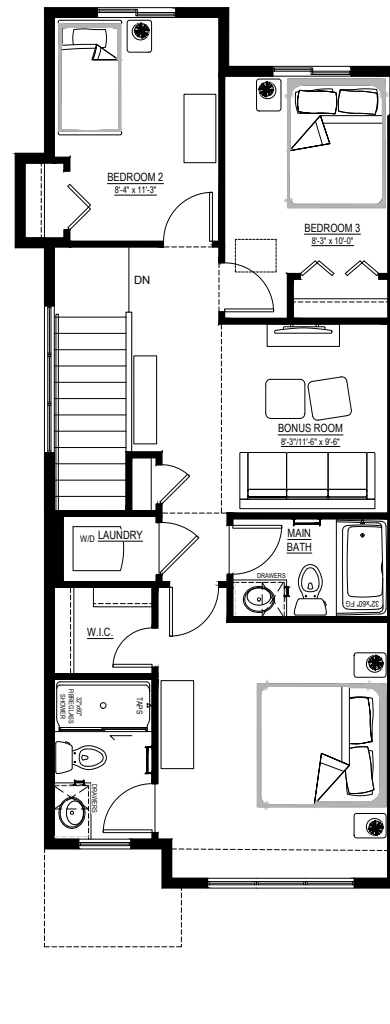 BEDROOM 2
8'-4" x 11'-3"
BEDROOM 3
8'-3" x 10'-0"
DN
BONUS ROOM
8'-3"/11'-6" x 9'-6"
W/D LAUNDRY
MAIN
BATH
DRAWERS
32"x60" FG
W.I.C.
TAPS
32"x60"
FIBREGLASS
SHOWER
DRAWERS